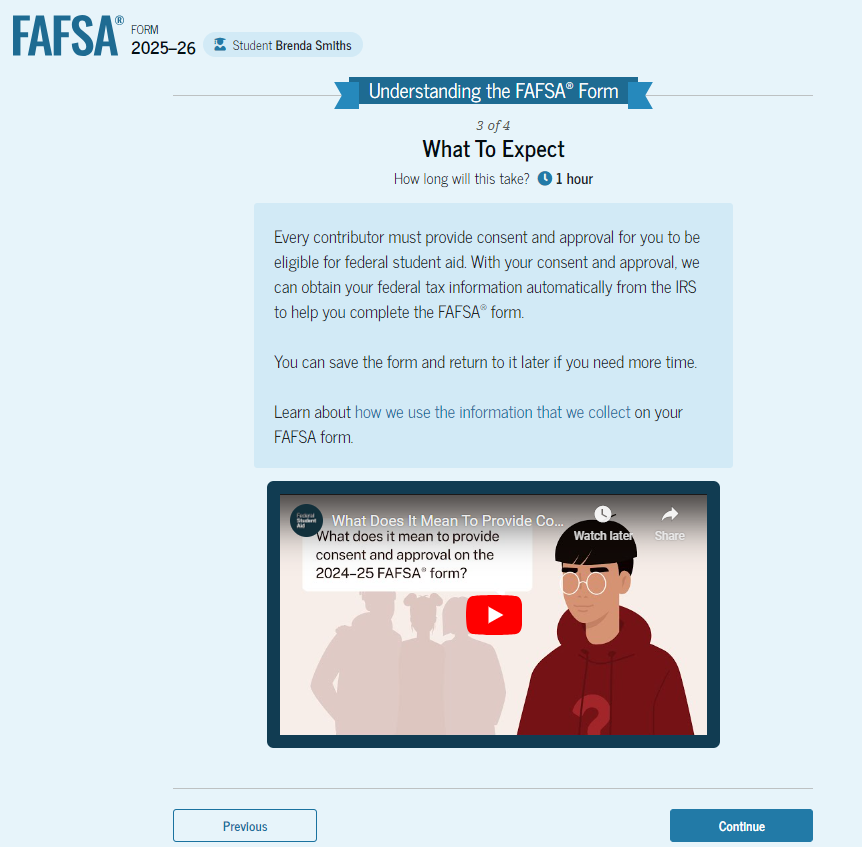 FAFSA®
FORM
2025–26
Student Brenda Smiths
Understanding the FAFSA® Form
3 of 4
What To Expect
How long will this take? 1 hour
Every contributor must provide consent and approval for you to be
eligible for federal student aid. With your consent and approval, we
can obtain your federal tax information automatically from the IRS
to help you complete the FAFSA® form.
You can save the form and return to it later if you need more time.
Learn about how we use the information that we collect on your
FAFSA form.
Federal
Student
Aid
What Does It Mean To Provide Co...
Watch later
Share
What does it mean to provide
consent and approval on the
2024–25 FAFSA® form?
?
Previous
Continue